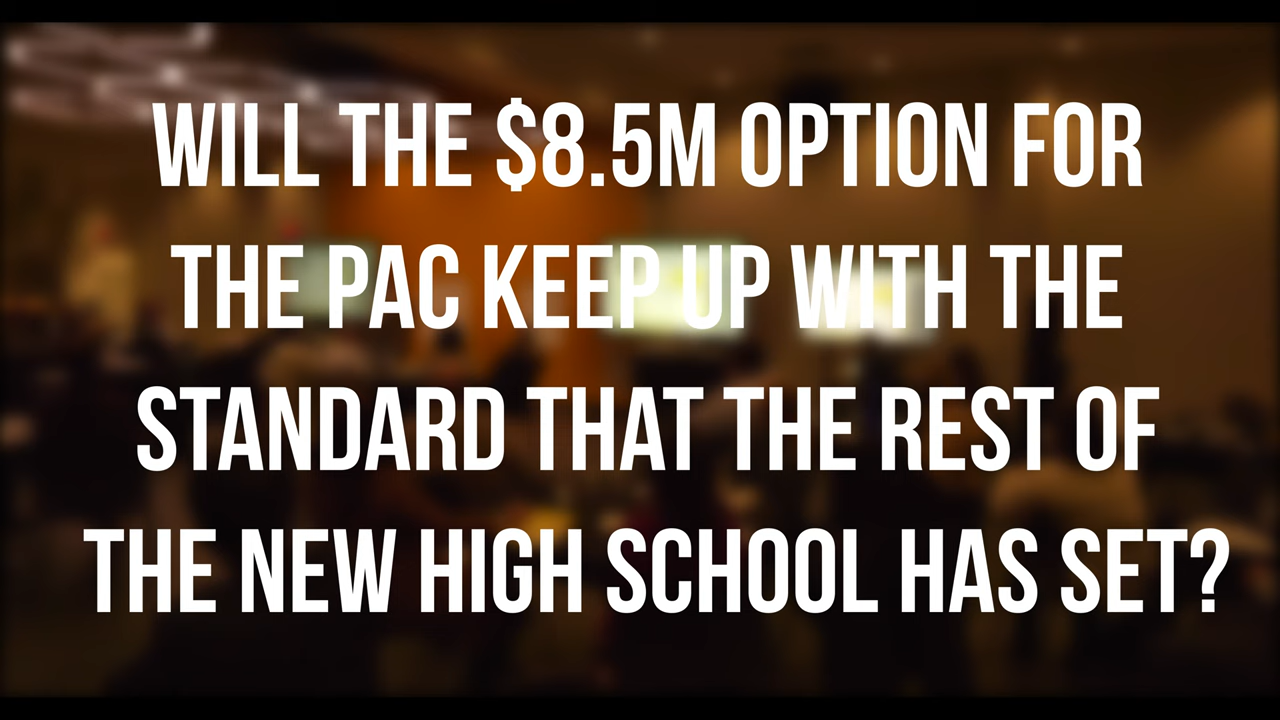 WILL THE $8.5M OPTION FOR
THE PAC KEEP UP WITH THE
STANDARD THAT THE REST OF
THE NEW HIGH SCHOOL HAS SET?